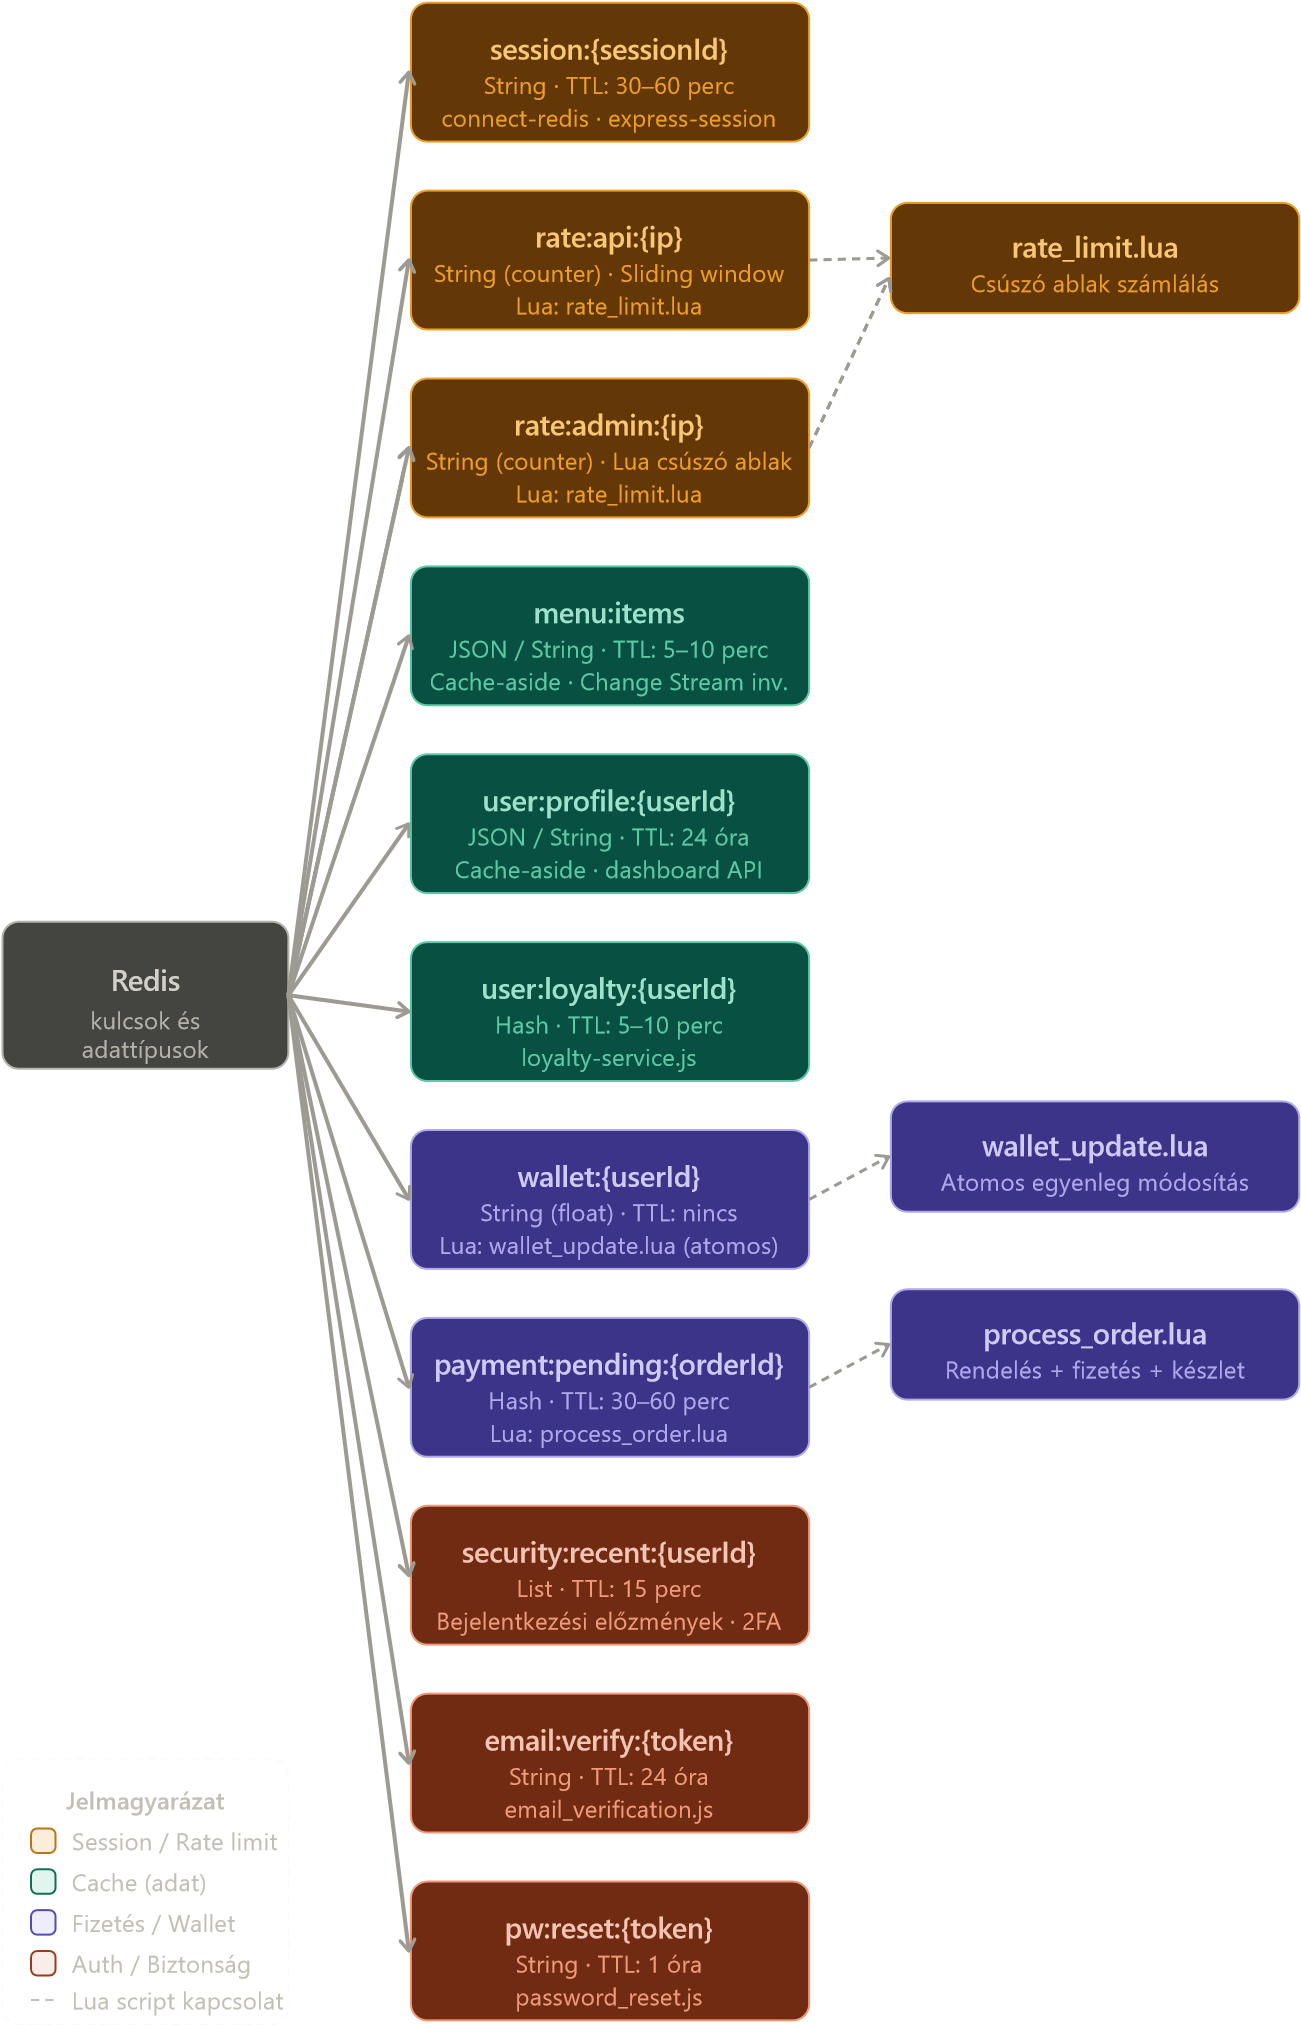 session:{sessionId}
String · TTL: 30–60 perc
connect-redis · express-session
rate:api:{ip}
String (counter) · Sliding window
Lua: rate_limit.lua
rate_limit.lua
Csúszó ablak számlálás
rate:admin:{ip}
String (counter) · Lua csúszó ablak
Lua: rate_limit.lua
menu:items
JSON / String · TTL: 5–10 perc
Cache-aside · Change Stream inv.
user:profile:{userId}
JSON / String · TTL: 24 óra
Cache-aside · dashboard API
Redis
kulcsok és
adattípusok
user:loyalty:{userId}
Hash · TTL: 5–10 perc
loyalty-service.js
wallet:{userId}
String (float) · TTL: nincs
Lua: wallet_update.lua (atomos)
wallet_update.lua
Atomos egyenleg módosítás
payment:pending:{orderId}
Hash · TTL: 30–60 perc
Lua: process_order.lua
process_order.lua
Rendelés + fizetés + készlet
security:recent:{userId}
List · TTL: 15 perc
Bejelentkezési előzmények · 2FA
email:verify:{token}
String · TTL: 24 óra
email_verification.js
pw:reset:{token}
String · TTL: 1 óra
password_reset.js
Jelmagyarázat
Session / Rate limit
Cache (adat)
Fizetés / Wallet
Auth / Biztonság
Lua script kapcsolat